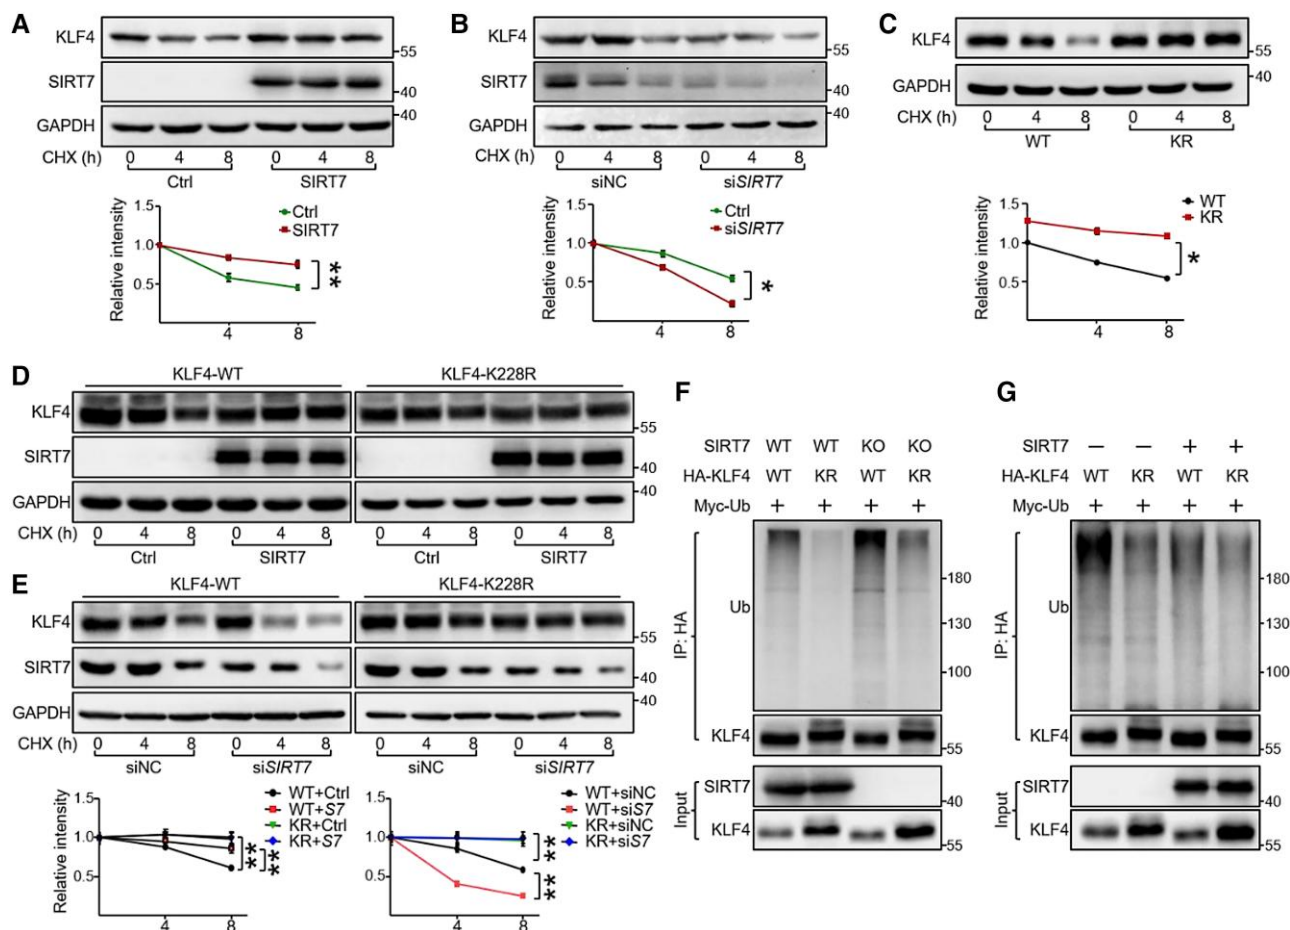 A
KLF4
55
SIRT7
40
GAPDH
40
CHX (h) 0 4 8 0 4 8
Ctrl SIRT7
Relative intensity
1.5
1.0
0.5
Ctrl
SIRT7
**
4 8
B
KLF4
55
SIRT7
40
GAPDH
40
CHX (h) 0 4 8 0 4 8
siNC siSIRT7
Relative intensity
1.5
1.0
0.5
Ctrl
siSIRT7
*
4 8
C
KLF4
55
GAPDH
40
CHX (h) 0 4 8 0 4 8
WT KR
Relative intensity
1.5
1.0
0.5
WT
KR
*
4 8
D
KLF4-WT KLF4-K228R
KLF4
55
SIRT7
40
GAPDH
40
CHX (h) 0 4 8 0 4 8 0 4 8 0 4 8
Ctrl SIRT7 Ctrl SIRT7
E
KLF4-WT KLF4-K228R
KLF4
55
SIRT7
40
GAPDH
40
CHX (h) 0 4 8 0 4 8 0 4 8 0 4 8
siNC siSIRT7 siNC siSIRT7
Relative intensity
1.5
1.0
0.5
WT+Ctrl
WT+S7
KR+Ctrl
KR+S7
** **
4 8
1.5
1.0
0.5
WT+siNC
WT+siS7
KR+siNC
KR+siS7
**
**
4 8
F
SIRT7 WT WT KO KO
HA-KLF4 WT KR WT KR
Myc-Ub + + + +
IP: HA
Ub
180
130
100
KLF4
55
Input
SIRT7
40
KLF4
55
G
SIRT7 – – + +
HA-KLF4 WT KR WT KR
Myc-Ub + + + +
IP: HA
Ub
180
130
100
KLF4
55
Input
SIRT7
40
KLF4
55